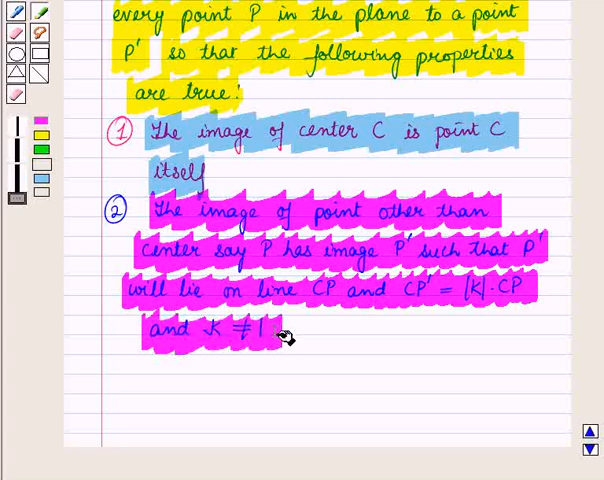 every point P in the plane to a point
P' so that the following properties
are true:
① The image of center C is point C
itself
② The image of point other than
center say P has image P' such that P'
will lie on line CP and CP' = |K|·CP
and K ≠ 1